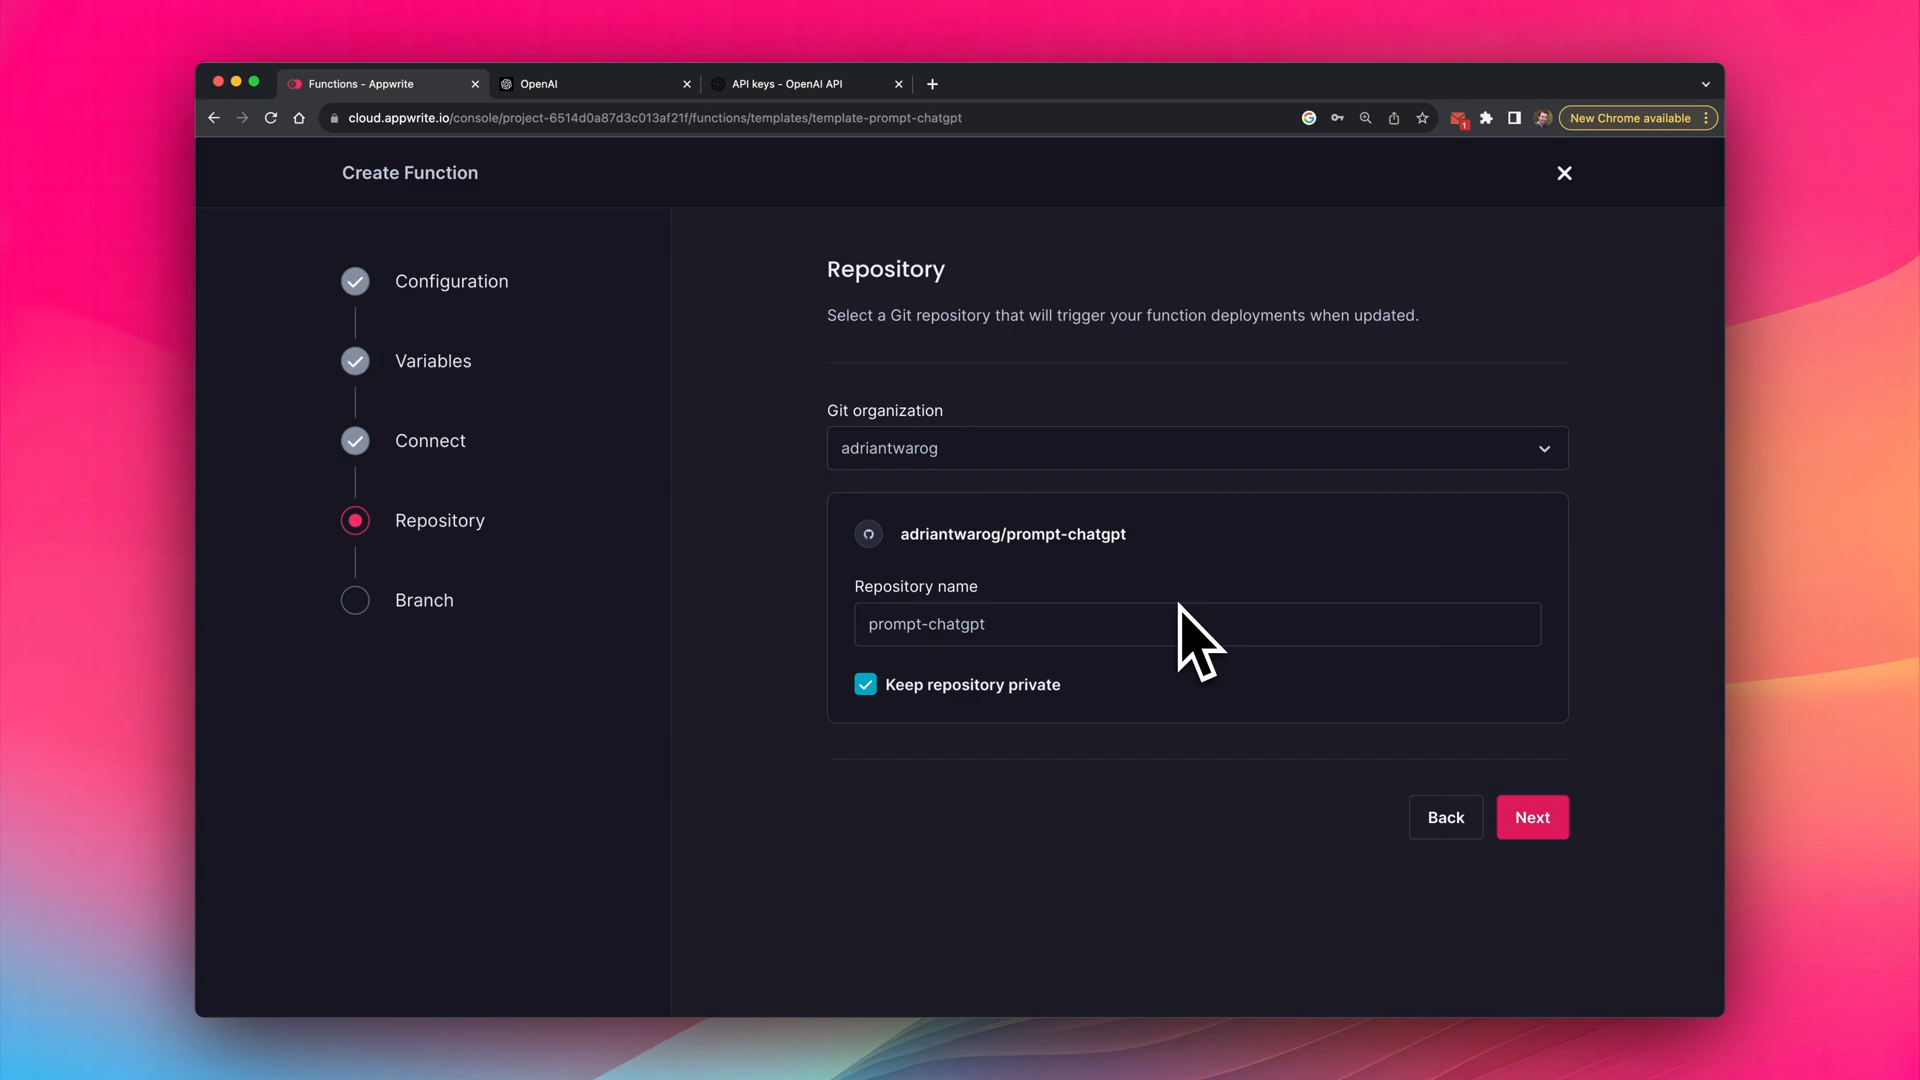 Functions - Appwrite
OpenAI
API keys - OpenAI API
cloud.appwrite.io/console/project-6514d0a87d3c013af21f/functions/templates/template-prompt-chatgpt
1
New Chrome available
Create Function
Configuration
Variables
Connect
Repository
Branch
Repository
Select a Git repository that will trigger your function deployments when updated.
Git organization
adriantwarog
adriantwarog/prompt-chatgpt
Repository name
prompt-chatgpt
Keep repository private
Back
Next